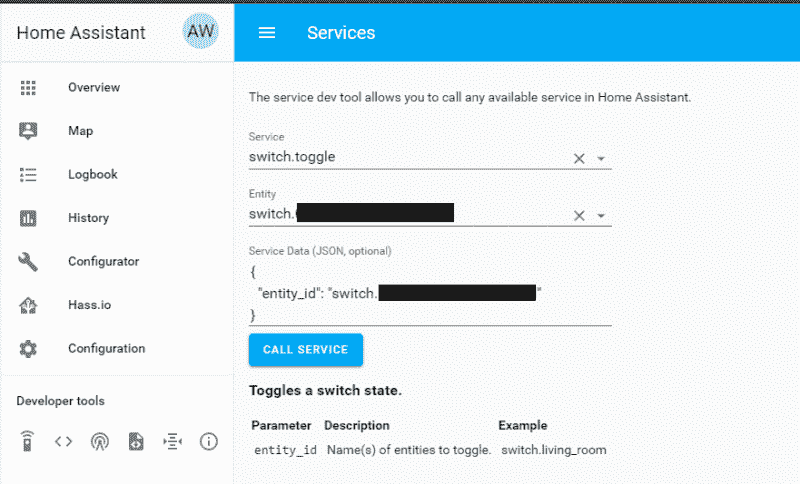 Home Assistant
AW
Services
Overview
Map
Logbook
History
Configurator
Hass.io
Configuration
Developer tools
The service dev tool allows you to call any available service in Home Assistant.
Service
switch.toggle
Entity
switch.
Service Data (JSON, optional)
{
"entity_id": "switch. "
}
CALL SERVICE
Toggles a switch state.
Parameter Description Example
entity_id Name(s) of entities to toggle. switch.living_room